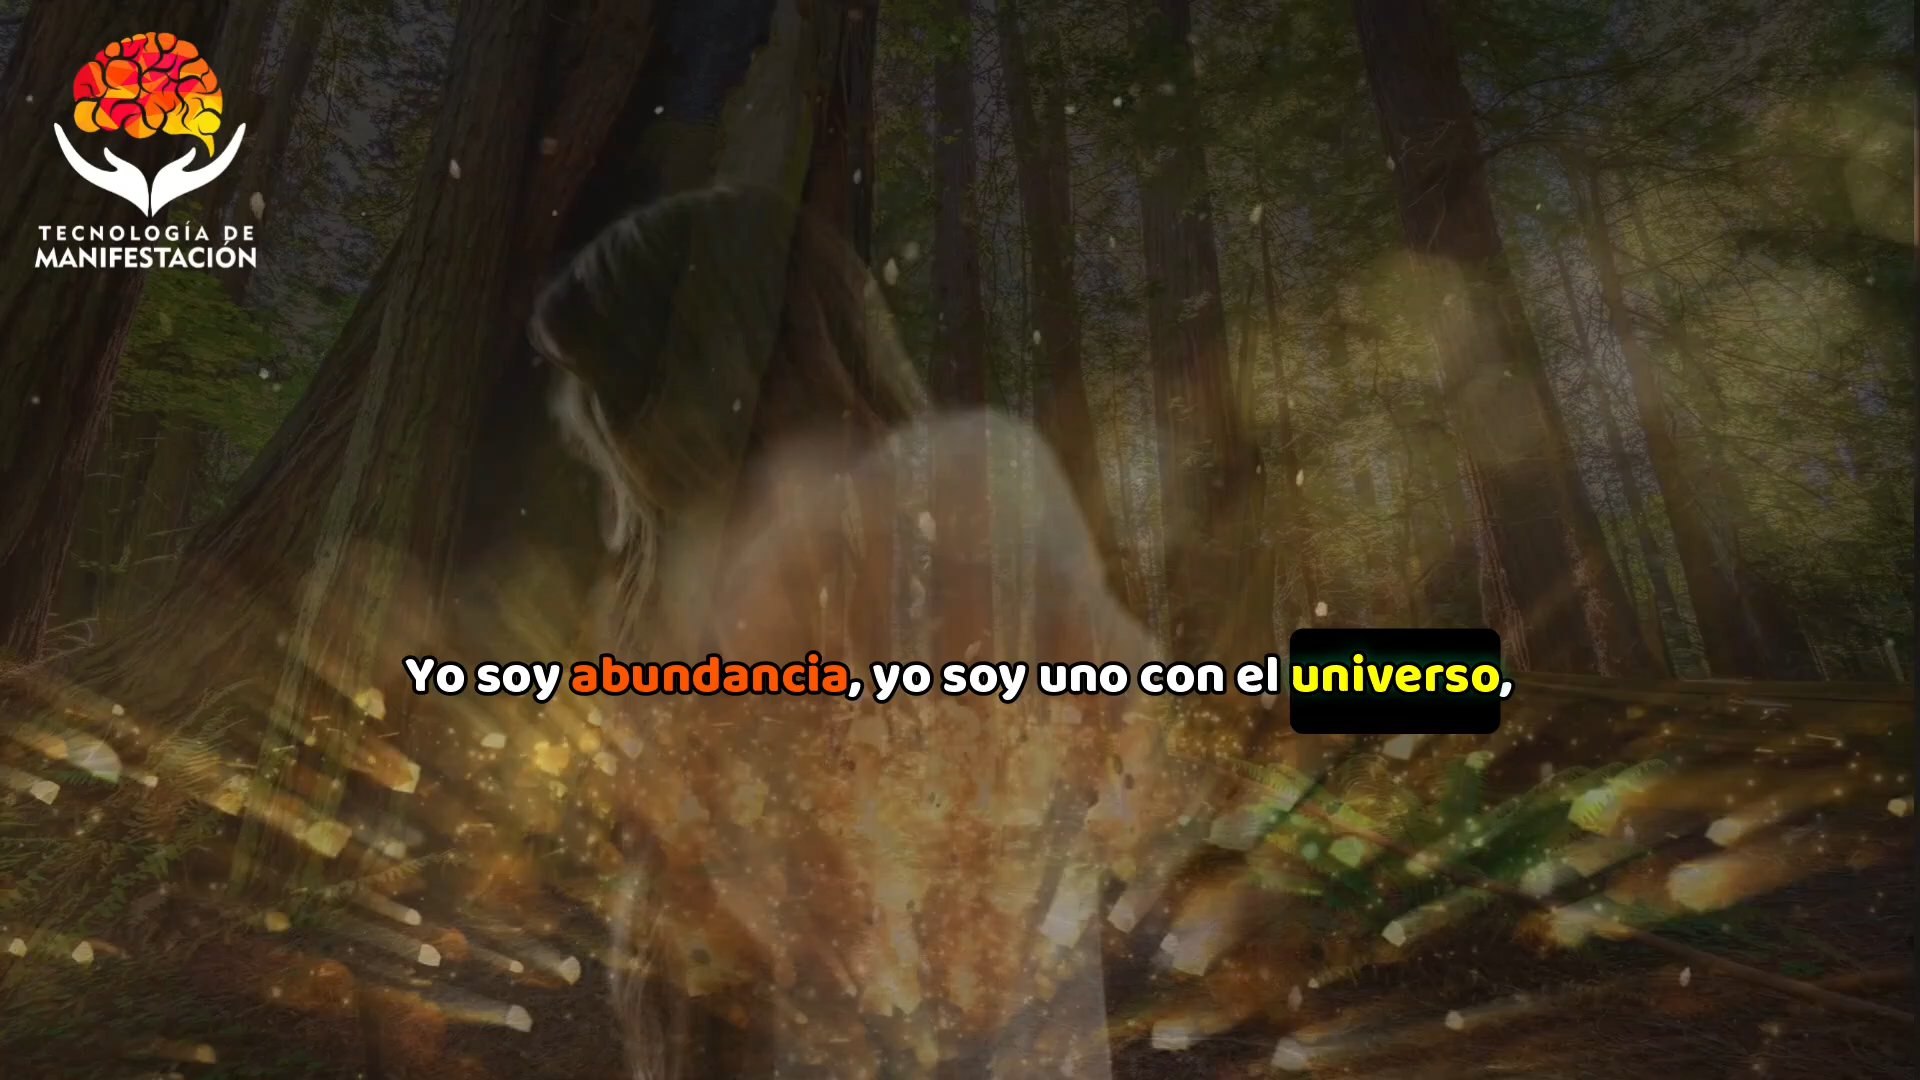 TECNOLOGÍA DE
MANIFESTACIÓN
Yo soy abundancia, yo soy uno con el universo,